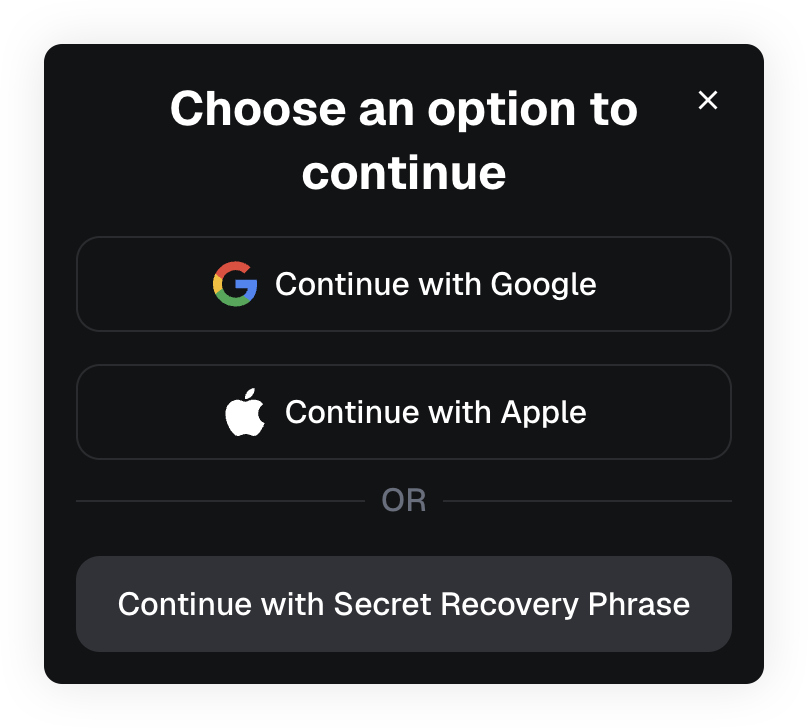 Choose an option to
continue
Continue with Google
Continue with Apple
OR
Continue with Secret Recovery Phrase